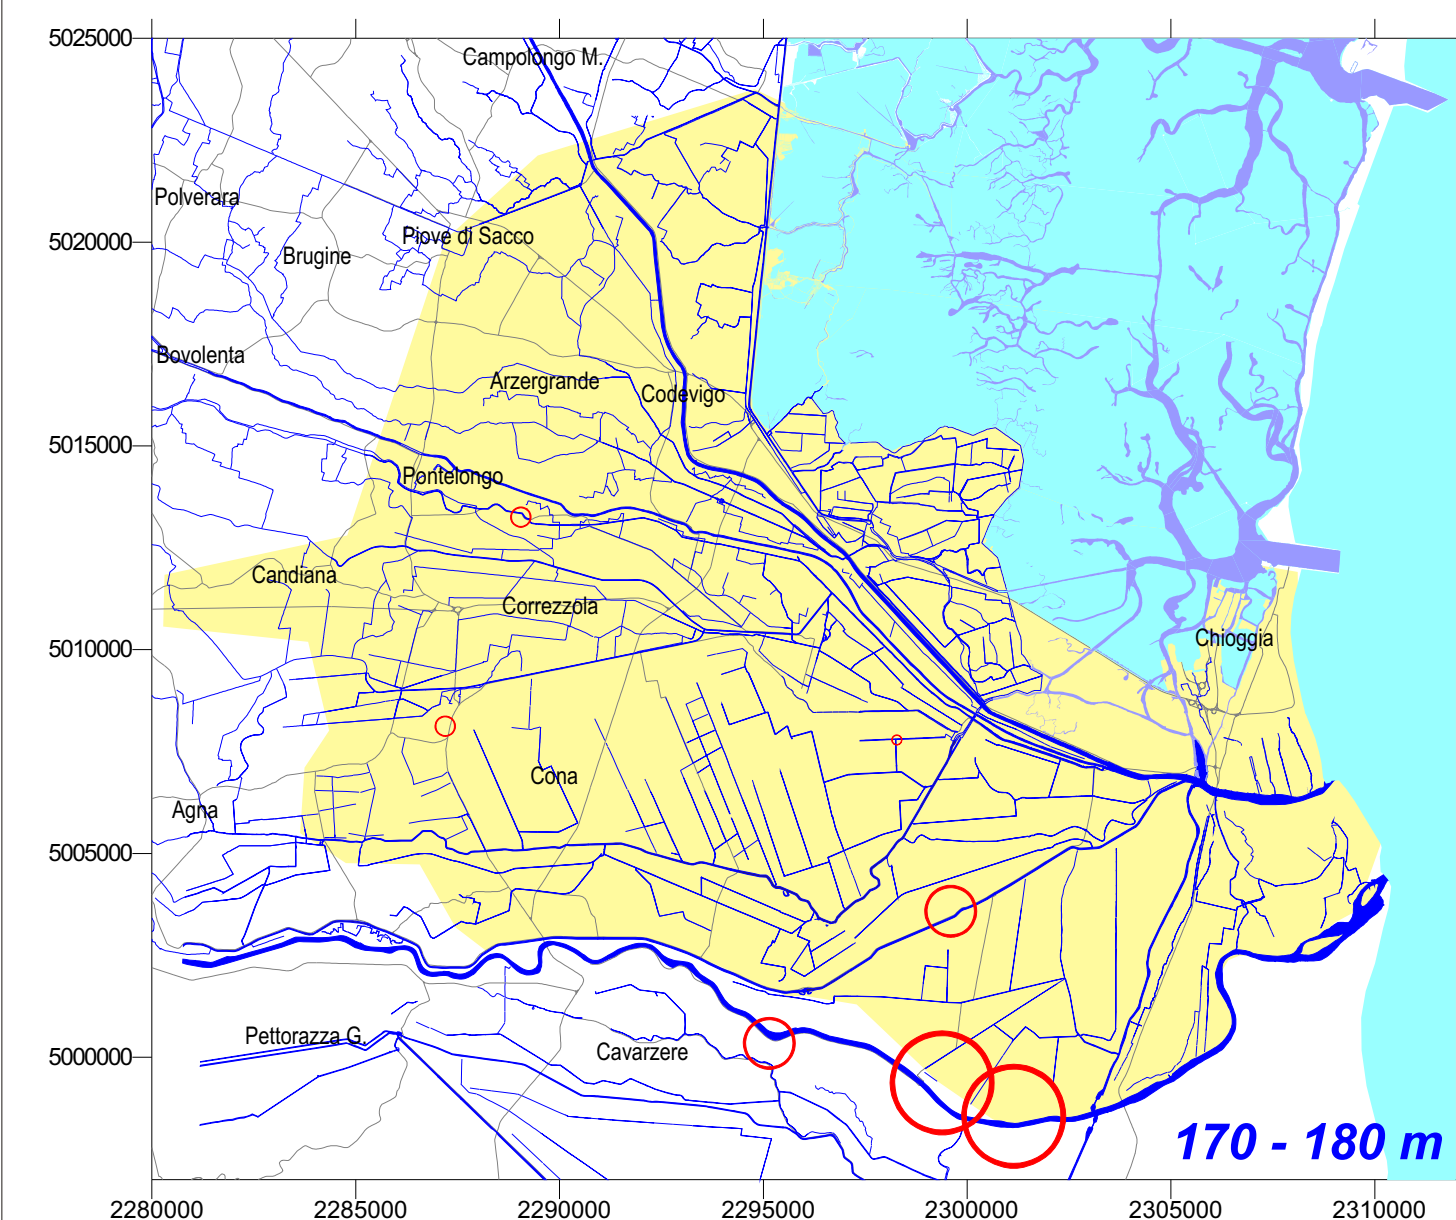 5025000
Campolongo M.
Polverara
5020000
Piove di Sacco
Brugine
Bovolenta
Arzergrande
Codevigo
5015000
Pontelongo
Candiana
Correzzola
5010000
Chioggia
Cona
Agna
5005000
Pettorazza G.
5000000
Cavarzere
170 - 180 m
2280000 2285000 2290000 2295000 2300000 2305000 2310000